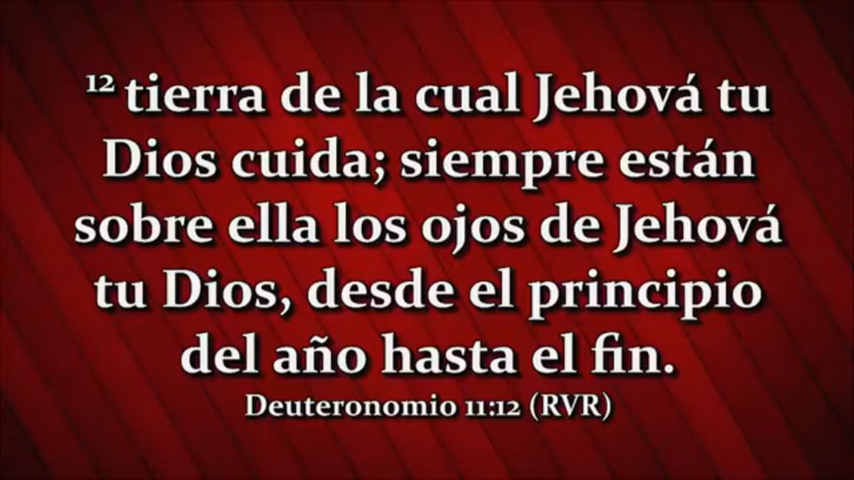 12 tierra de la cual Jehová tu
Dios cuida; siempre están
sobre ella los ojos de Jehová
tu Dios, desde el principio
del año hasta el fin.
Deuteronomio 11:12 (RVR)